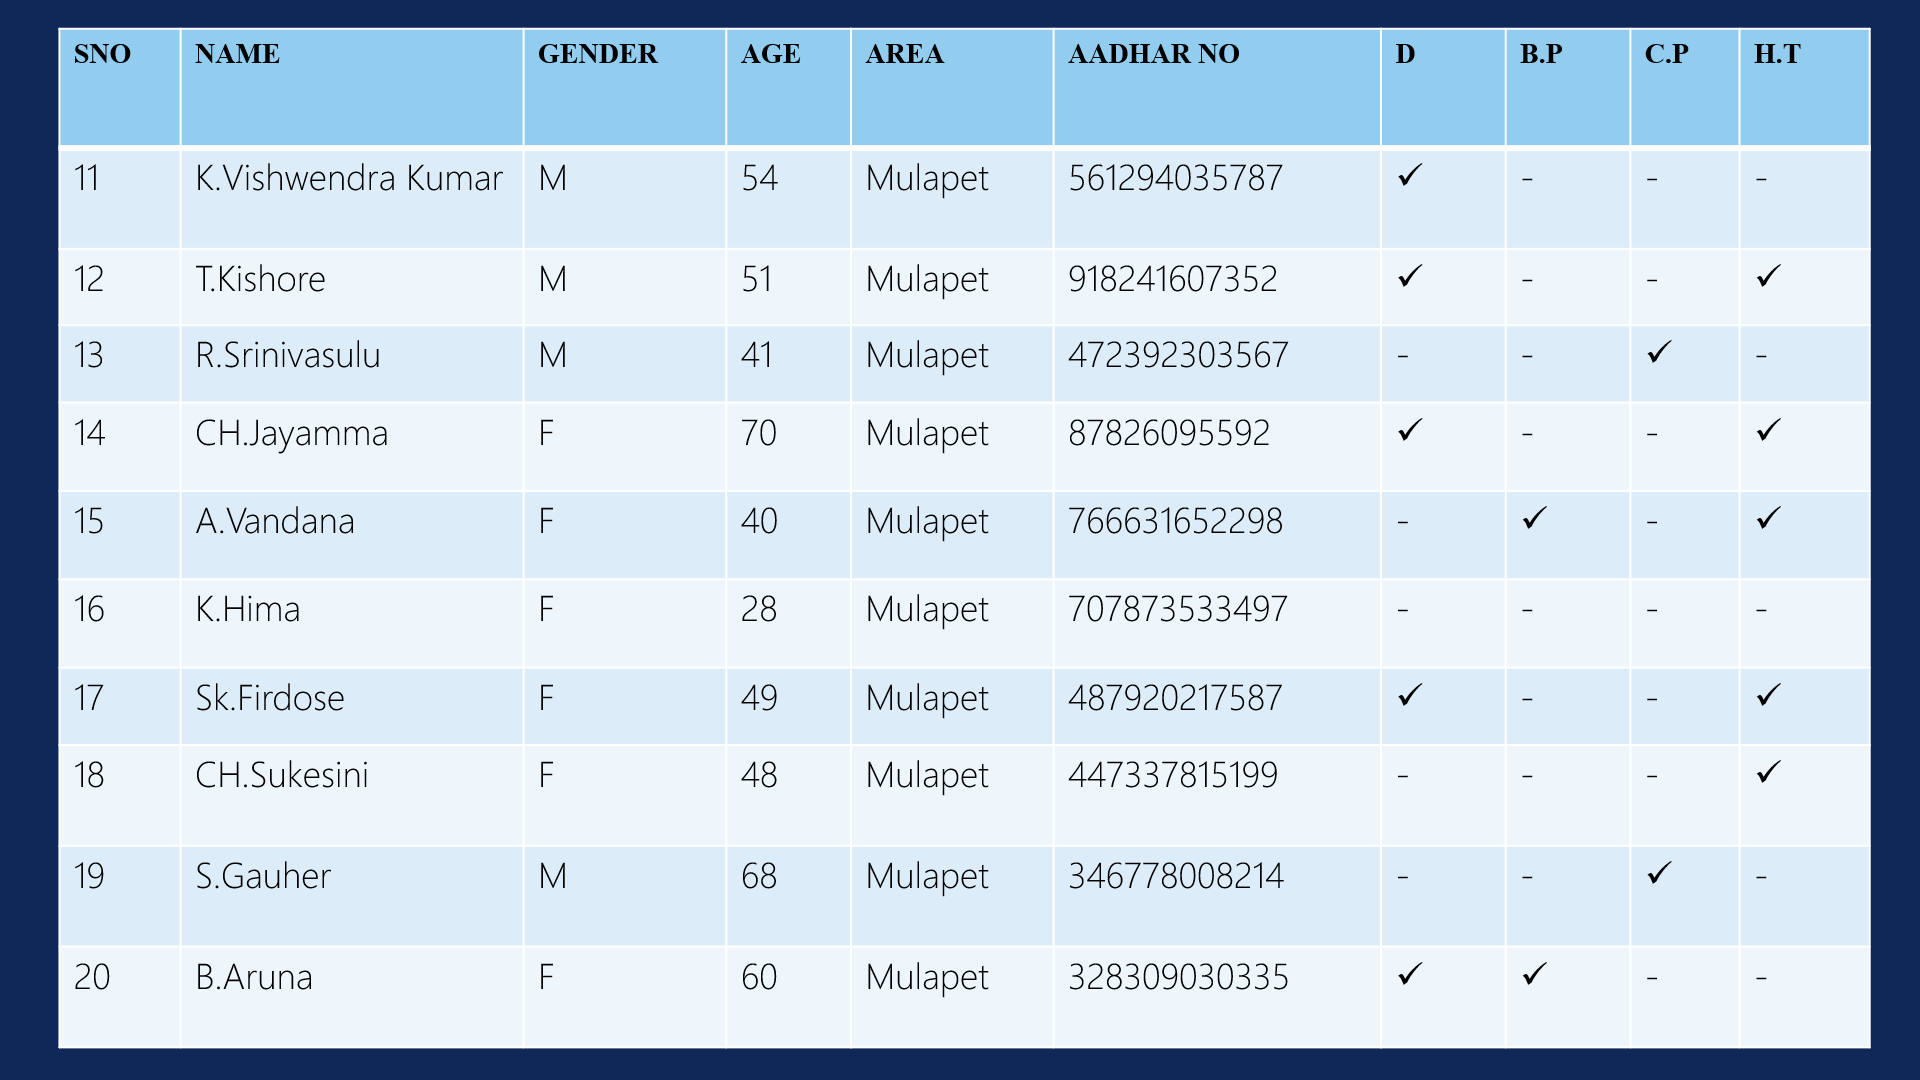 SNO NAME GENDER AGE AREA AADHAR NO D B.P C.P H.T
11 K.Vishwendra Kumar M 54 Mulapet 561294035787 ✓ - - -
12 T.Kishore M 51 Mulapet 918241607352 ✓ - - ✓
13 R.Srinivasulu M 41 Mulapet 472392303567 - - ✓ -
14 CH.Jayamma F 70 Mulapet 87826095592 ✓ - - ✓
15 A.Vandana F 40 Mulapet 766631652298 - ✓ - ✓
16 K.Hima F 28 Mulapet 707873533497 - - - -
17 Sk.Firdose F 49 Mulapet 487920217587 ✓ - - ✓
18 CH.Sukesini F 48 Mulapet 447337815199 - - - ✓
19 S.Gauher M 68 Mulapet 346778008214 - - ✓ -
20 B.Aruna F 60 Mulapet 328309030335 ✓ ✓ - -